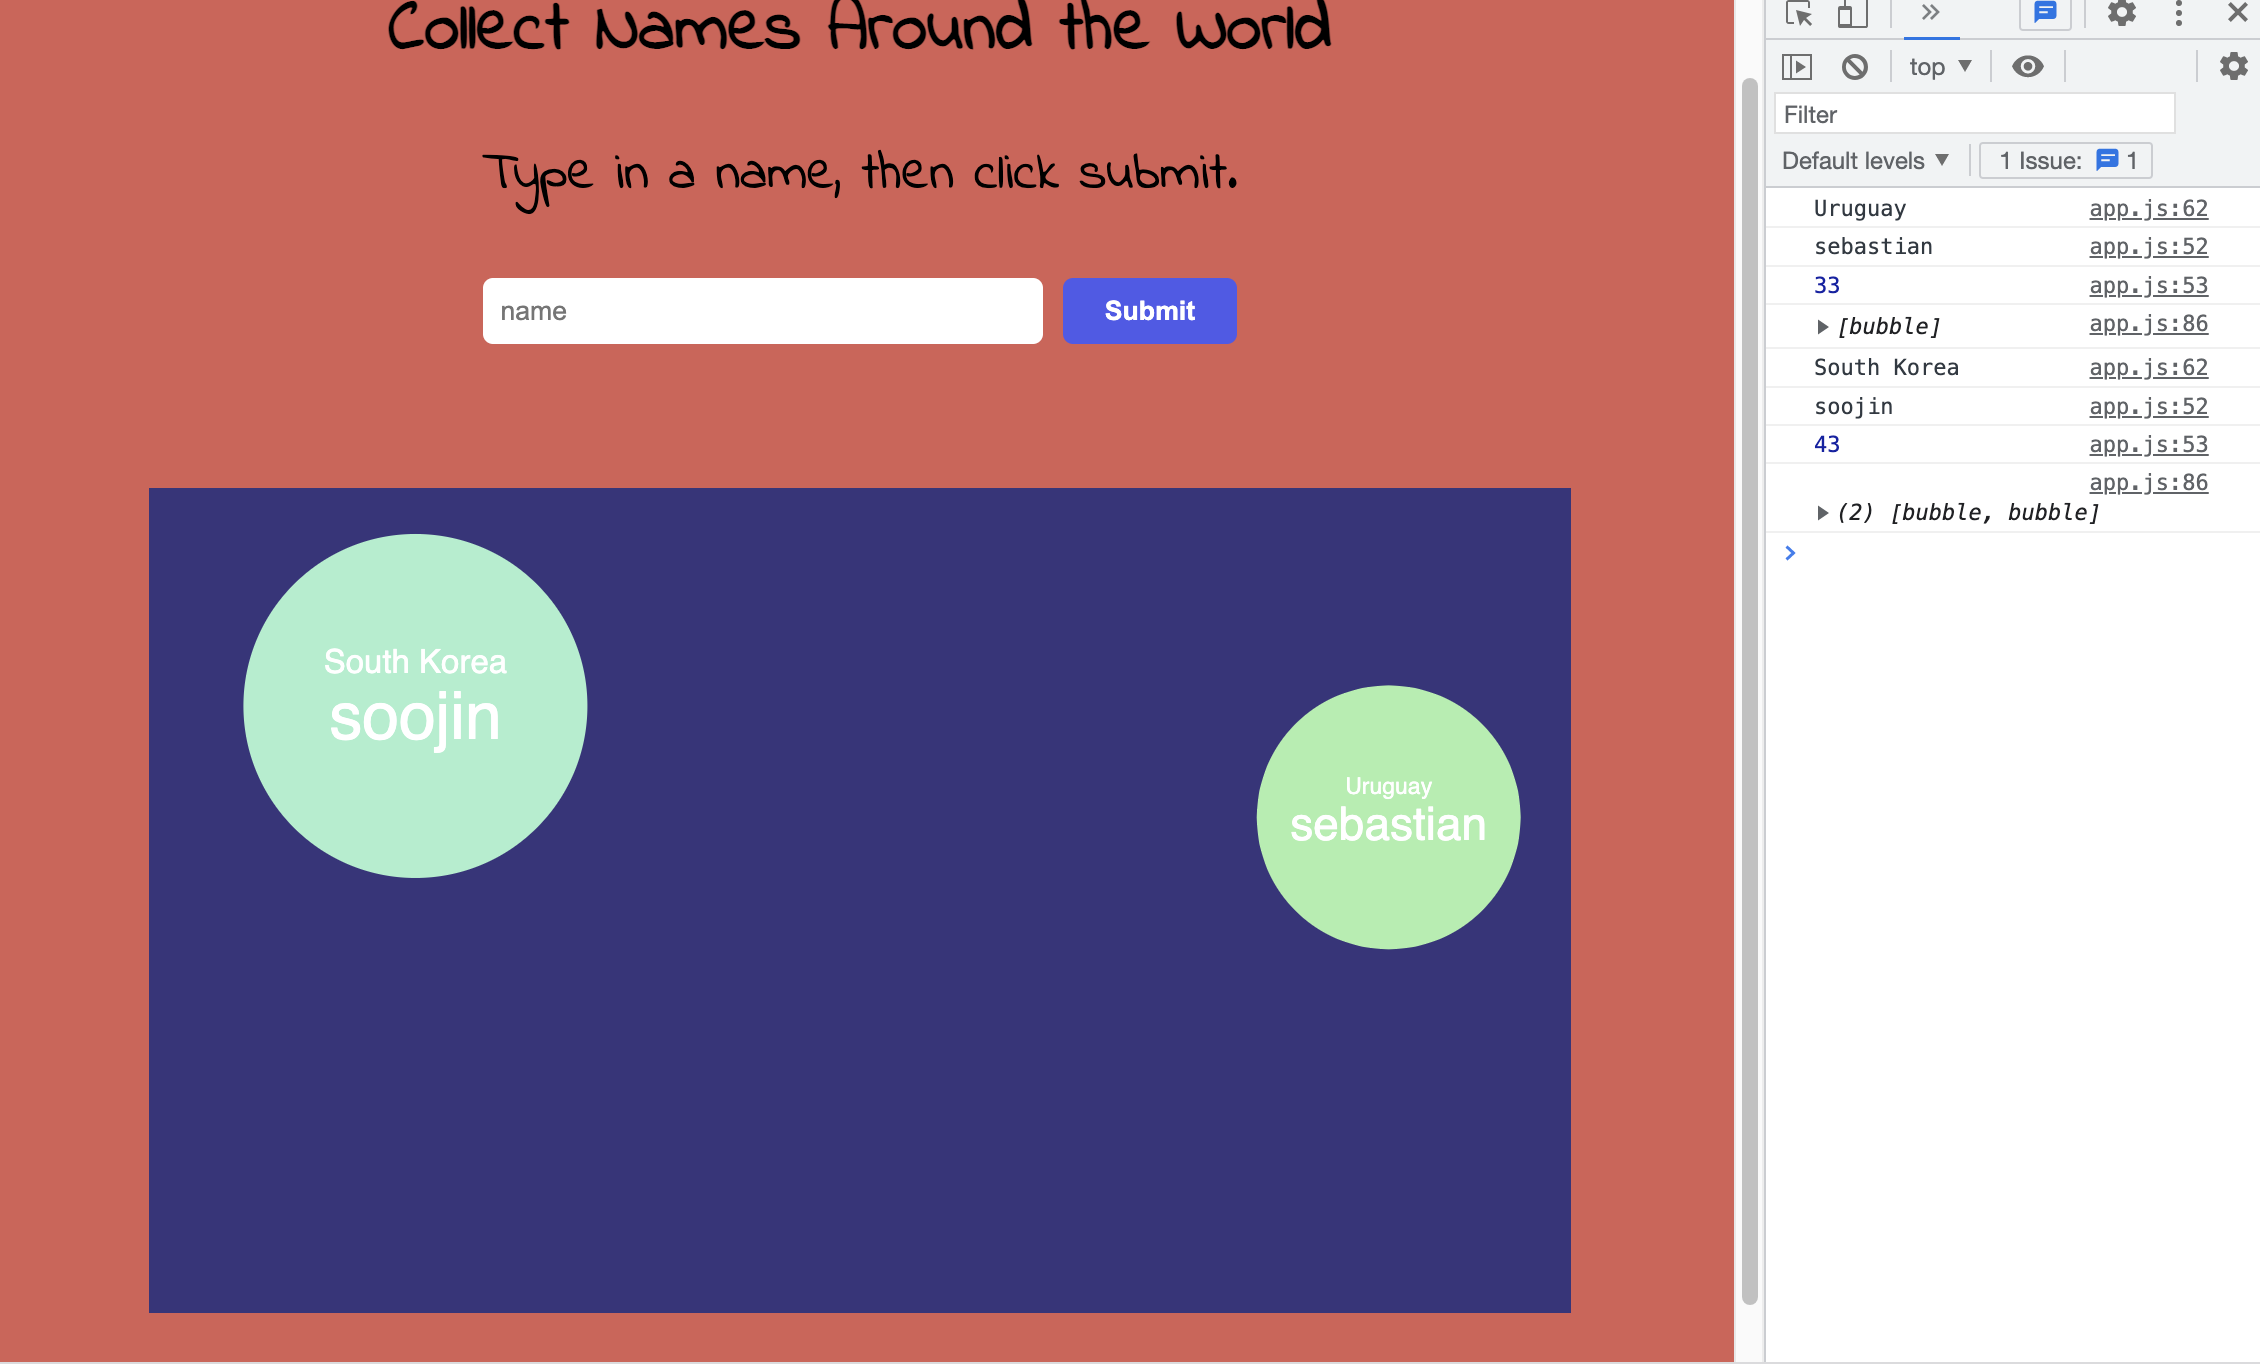 Collect Names Around the World
Type in a name, then click submit.
name
Submit
South Korea
soojin
Uruguay
sebastian
top
Filter
Default levels
1 Issue: 1
Uruguay app.js:62
sebastian app.js:52
33 app.js:53
[bubble] app.js:86
South Korea app.js:62
soojin app.js:52
43 app.js:53
app.js:86
(2) [bubble, bubble]